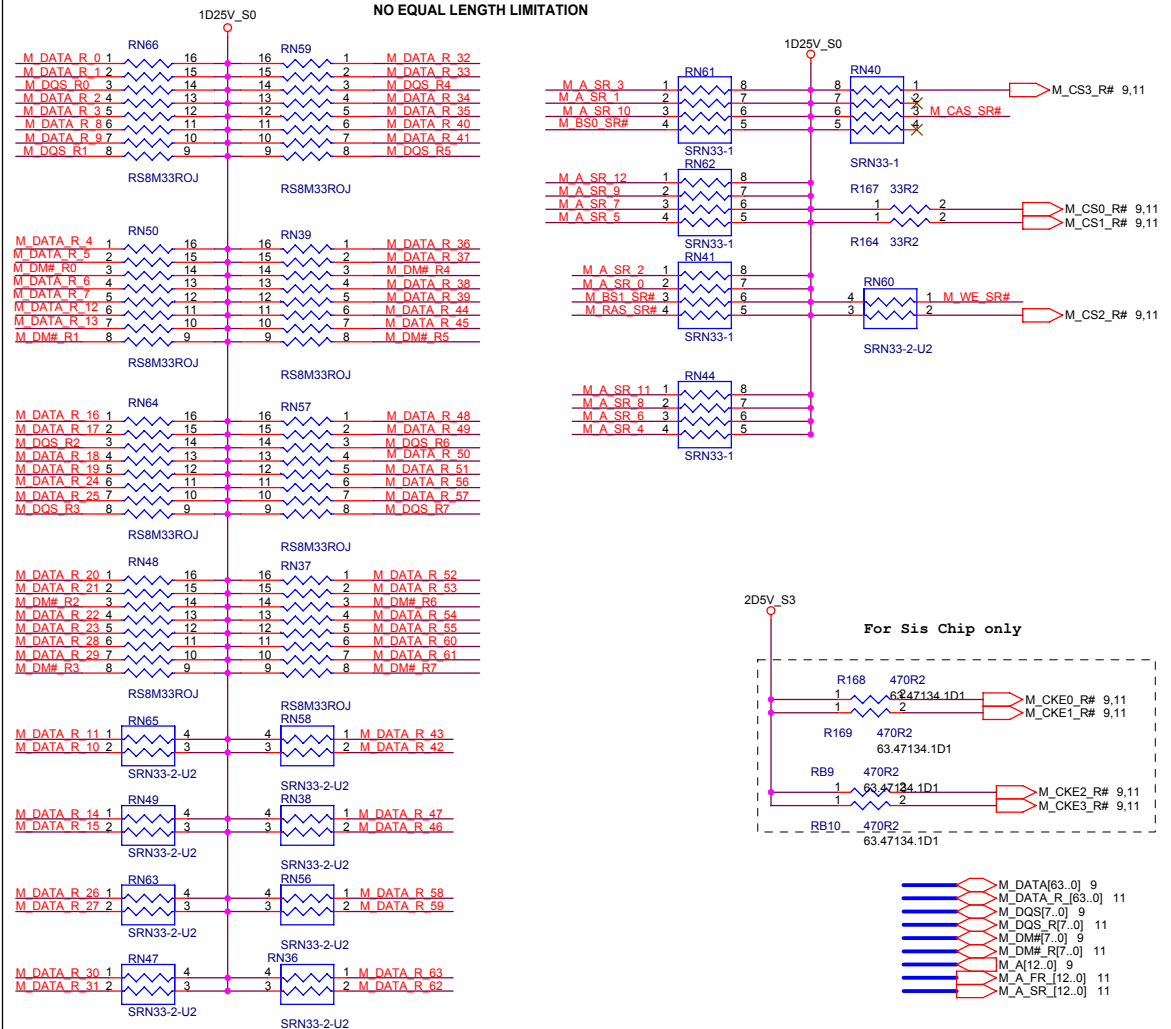 NO EQUAL LENGTH LIMITATION
1D25V_S0
RN66
M_DATA_R_0 1 16
M_DATA_R_1 2 15
M_DQS_R0 3 14
M_DATA_R_2 4 13
M_DATA_R_3 5 12
M_DATA_R_8 6 11
M_DATA_R_9 7 10
M_DQS_R1 8 9
RS8M33ROJ
RN59
16 1 M_DATA_R_32
15 2 M_DATA_R_33
14 3 M_DQS_R4
13 4 M_DATA_R_34
12 5 M_DATA_R_35
11 6 M_DATA_R_40
10 7 M_DATA_R_41
9 8 M_DQS_R5
RS8M33ROJ
RN50
M_DATA_R_4 1 16
M_DATA_R_5 2 15
M_DM#_R0 3 14
M_DATA_R_6 4 13
M_DATA_R_7 5 12
M_DATA_R_12 6 11
M_DATA_R_13 7 10
M_DM#_R1 8 9
RS8M33ROJ
RN39
16 1 M_DATA_R_36
15 2 M_DATA_R_37
14 3 M_DM#_R4
13 4 M_DATA_R_38
12 5 M_DATA_R_39
11 6 M_DATA_R_44
10 7 M_DATA_R_45
9 8 M_DM#_R5
RS8M33ROJ
RN64
M_DATA_R_16 1 16
M_DATA_R_17 2 15
M_DQS_R2 3 14
M_DATA_R_18 4 13
M_DATA_R_19 5 12
M_DATA_R_24 6 11
M_DATA_R_25 7 10
M_DQS_R3 8 9
RS8M33ROJ
RN57
16 1 M_DATA_R_48
15 2 M_DATA_R_49
14 3 M_DQS_R6
13 4 M_DATA_R_50
12 5 M_DATA_R_51
11 6 M_DATA_R_56
10 7 M_DATA_R_57
9 8 M_DQS_R7
RS8M33ROJ
RN48
M_DATA_R_20 1 16
M_DATA_R_21 2 15
M_DM#_R2 3 14
M_DATA_R_22 4 13
M_DATA_R_23 5 12
M_DATA_R_28 6 11
M_DATA_R_29 7 10
M_DM#_R3 8 9
RS8M33ROJ
RN37
16 1 M_DATA_R_52
15 2 M_DATA_R_53
14 3 M_DM#_R6
13 4 M_DATA_R_54
12 5 M_DATA_R_55
11 6 M_DATA_R_60
10 7 M_DATA_R_61
9 8 M_DM#_R7
RS8M33ROJ
RN65
M_DATA_R_11 1 4
M_DATA_R_10 2 3
SRN33-2-U2
RN58
4 1 M_DATA_R_43
3 2 M_DATA_R_42
SRN33-2-U2
RN49
M_DATA_R_14 1 4
M_DATA_R_15 2 3
SRN33-2-U2
RN38
4 1 M_DATA_R_47
3 2 M_DATA_R_46
SRN33-2-U2
RN63
M_DATA_R_26 1 4
M_DATA_R_27 2 3
SRN33-2-U2
RN56
4 1 M_DATA_R_58
3 2 M_DATA_R_59
SRN33-2-U2
RN47
M_DATA_R_30 1 4
M_DATA_R_31 2 3
SRN33-2-U2
RN36
4 1 M_DATA_R_63
3 2 M_DATA_R_62
SRN33-2-U2
1D25V_S0
RN61
M_A_SR_3 1 8
M_A_SR_1 2 7
M_A_SR_10 3 6
M_BS0_SR# 4 5
SRN33-1
RN40
8 1 M_CS3_R# 9,11
7 2
6 3 M_CAS_SR#
5 4
SRN33-1
RN62
M_A_SR_12 1 8
M_A_SR_9 2 7
M_A_SR_7 3 6
M_A_SR_5 4 5
SRN33-1
R167 33R2
1 2 M_CS0_R# 9,11
1 2 M_CS1_R# 9,11
R164 33R2
RN41
M_A_SR_2 1 8
M_A_SR_0 2 7
M_BS1_SR# 3 6
M_RAS_SR# 4 5
SRN33-1
RN60
4 1 M_WE_SR#
3 2 M_CS2_R# 9,11
SRN33-2-U2
RN44
M_A_SR_11 1 8
M_A_SR_8 2 7
M_A_SR_6 3 6
M_A_SR_4 4 5
SRN33-1
2D5V_S3
For Sis Chip only
R168 470R2
63.47134.1D1
1 2 M_CKE0_R# 9,11
1 2 M_CKE1_R# 9,11
R169 470R2
63.47134.1D1
RB9 470R2
63.47134.1D1
1 2 M_CKE2_R# 9,11
1 2 M_CKE3_R# 9,11
RB10 470R2
63.47134.1D1
M_DATA[63..0] 9
M_DATA_R_[63..0] 11
M_DQS[7..0] 9
M_DQS_R[7..0] 11
M_DM#[7..0] 9
M_DM#_R[7..0] 11
M_A[12..0] 9
M_A_FR_[12..0] 11
M_A_SR_[12..0] 11